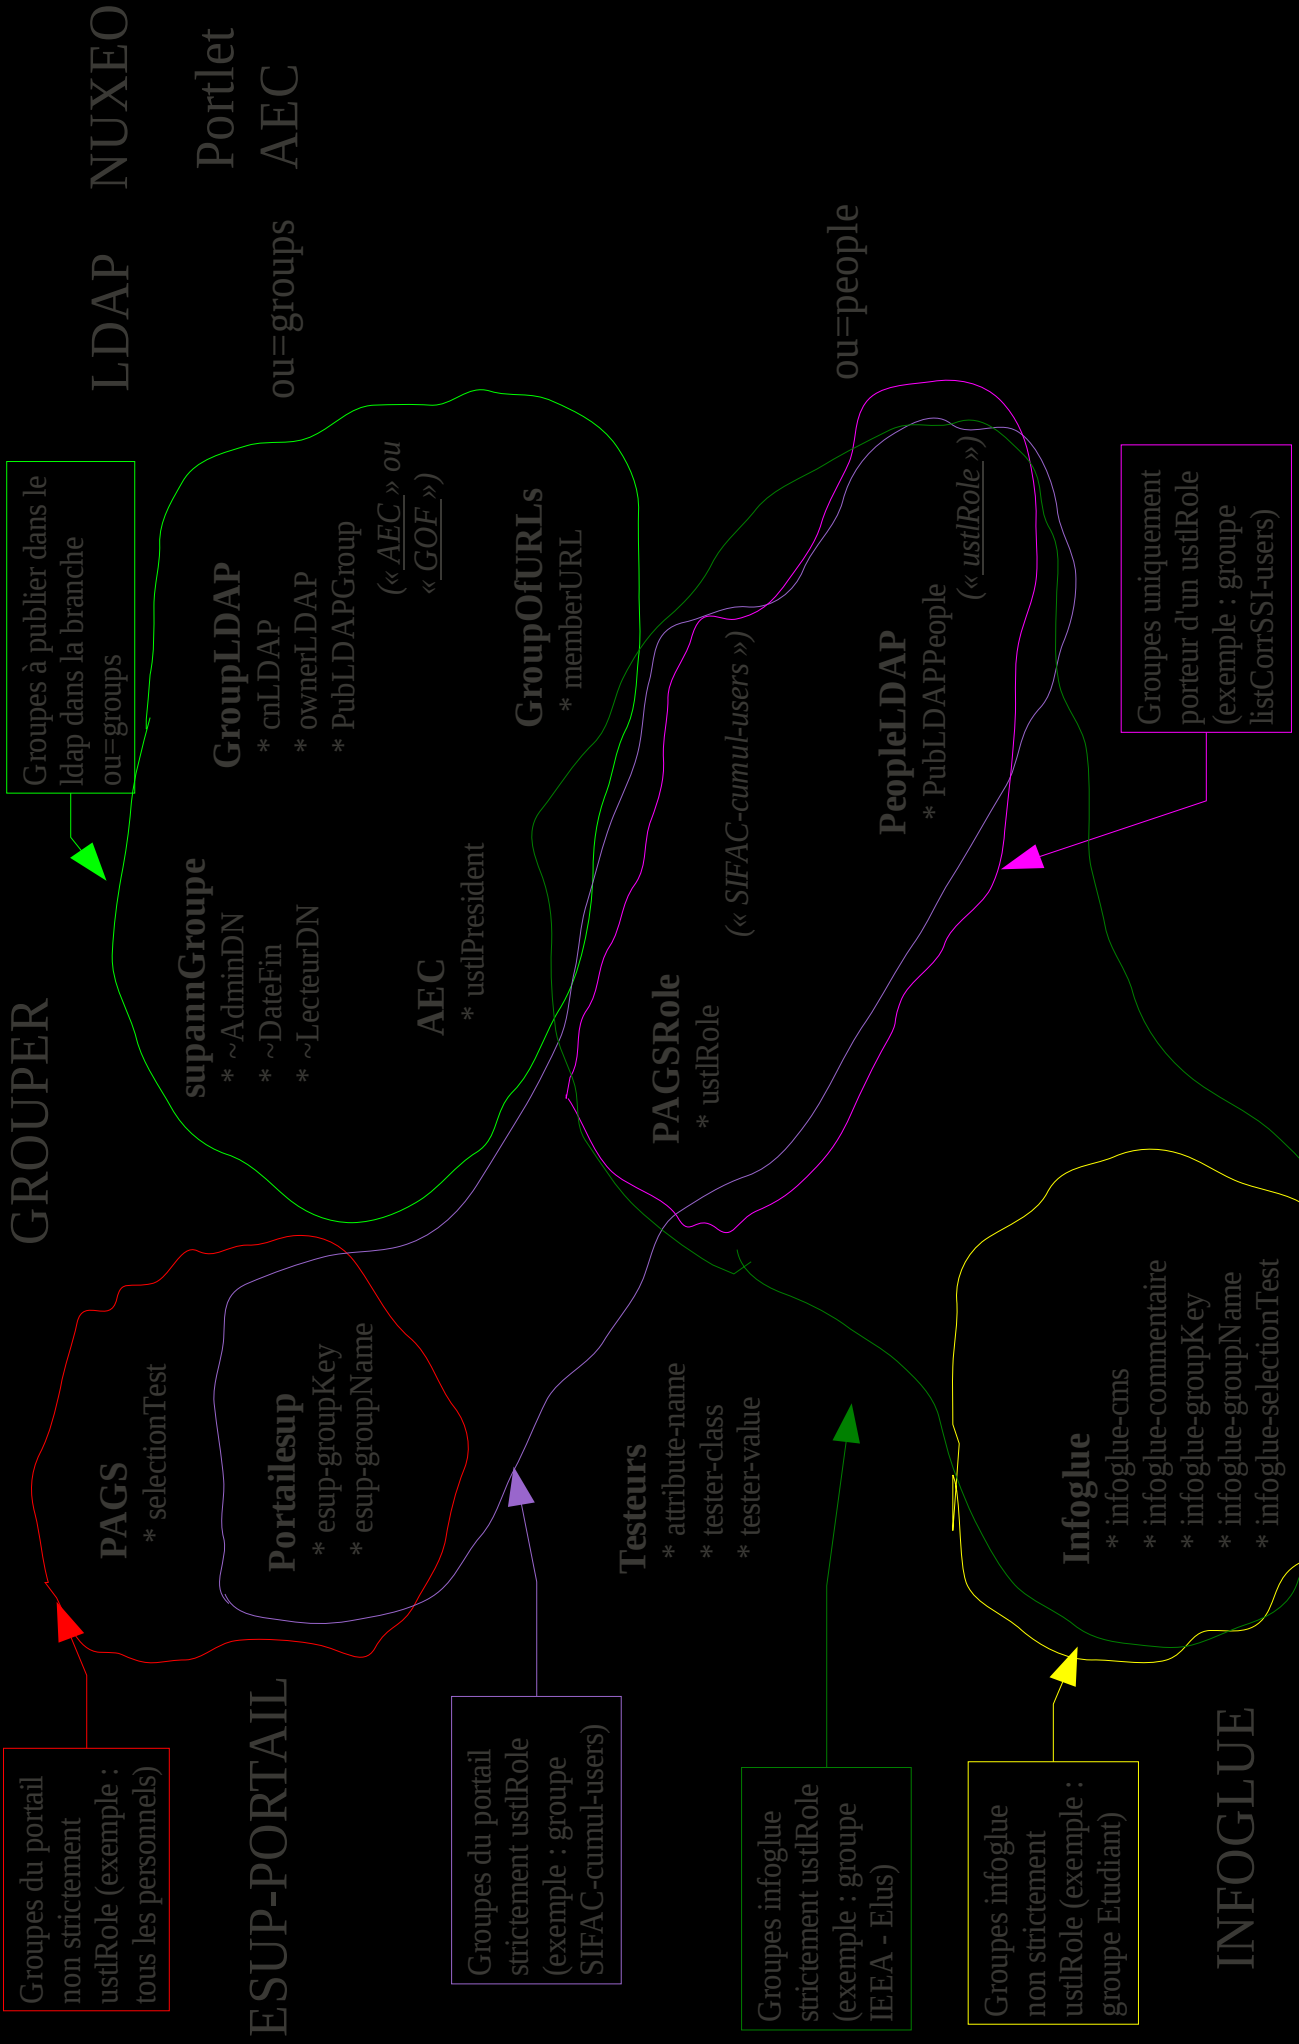 GROUPER
Groupes à publier dans le
ldap dans la branche
ou=groups
LDAP
NUXEO
Portlet
AEC
ou=groups
ou=people
Groupes du portail
non strictement
ustlRole (exemple :
tous les personnels)
ESUP-PORTAIL
PAGS
* selectionTest
Portailesup
* esup-groupKey
* esup-groupName
supannGroupe
* ~AdminDN
* ~DateFin
* ~LecteurDN
GroupLDAP
* cnLDAP
* ownerLDAP
* PubLDAPGroup
(« AEC » ou
« GOF »)
AEC
* ustlPresident
GroupOfURLs
* memberURL
Groupes du portail
strictement ustlRole
(exemple : groupe
SIFAC-cumul-users)
Testeurs
* attribute-name
* tester-class
* tester-value
PAGSRole
* ustlRole
(« SIFAC-cumul-users »)
PeopleLDAP
* PubLDAPPeople
(« ustlRole »)
Groupes infoglue
strictement ustlRole
(exemple : groupe
IEEA - Elus)
Groupes infoglue
non strictement
ustlRole (exemple :
groupe Etudiant)
Infoglue
* infoglue-cms
* infoglue-commentaire
* infoglue-groupKey
* infoglue-groupName
* infoglue-selectionTest
Groupes uniquement
porteur d'un ustlRole
(exemple : groupe
listCorrSSI-users)
INFOGLUE